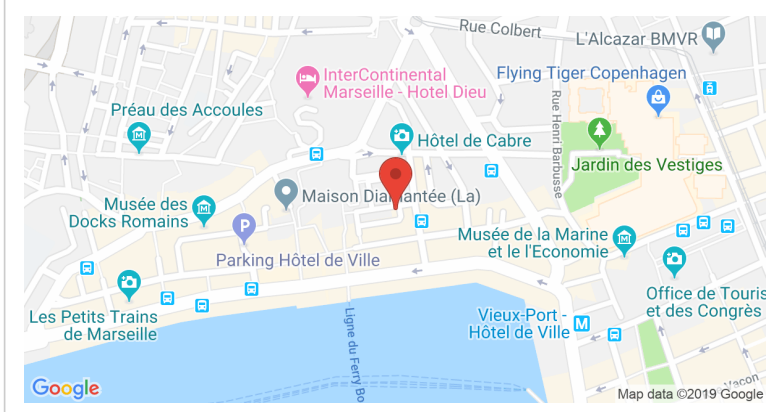 Rue Colbert
L'Alcazar BMVR
InterContinental
Marseille - Hotel Dieu
Flying Tiger Copenhagen
Préau des Accoules
Hôtel de Cabre
Rue Henri Barbusse
Jardin des Vestiges
Musée des
Docks Romains
Maison Diamantée (La)
P
Parking Hôtel de Ville
Musée de la Marine
et le l'Economie
Les Petits Trains
de Marseille
Ligne du Ferry Bo
Vieux-Port -
Hôtel de Ville
M
Office de Touris
et des Congrès
Vacon
Google
Map data ©2019 Google